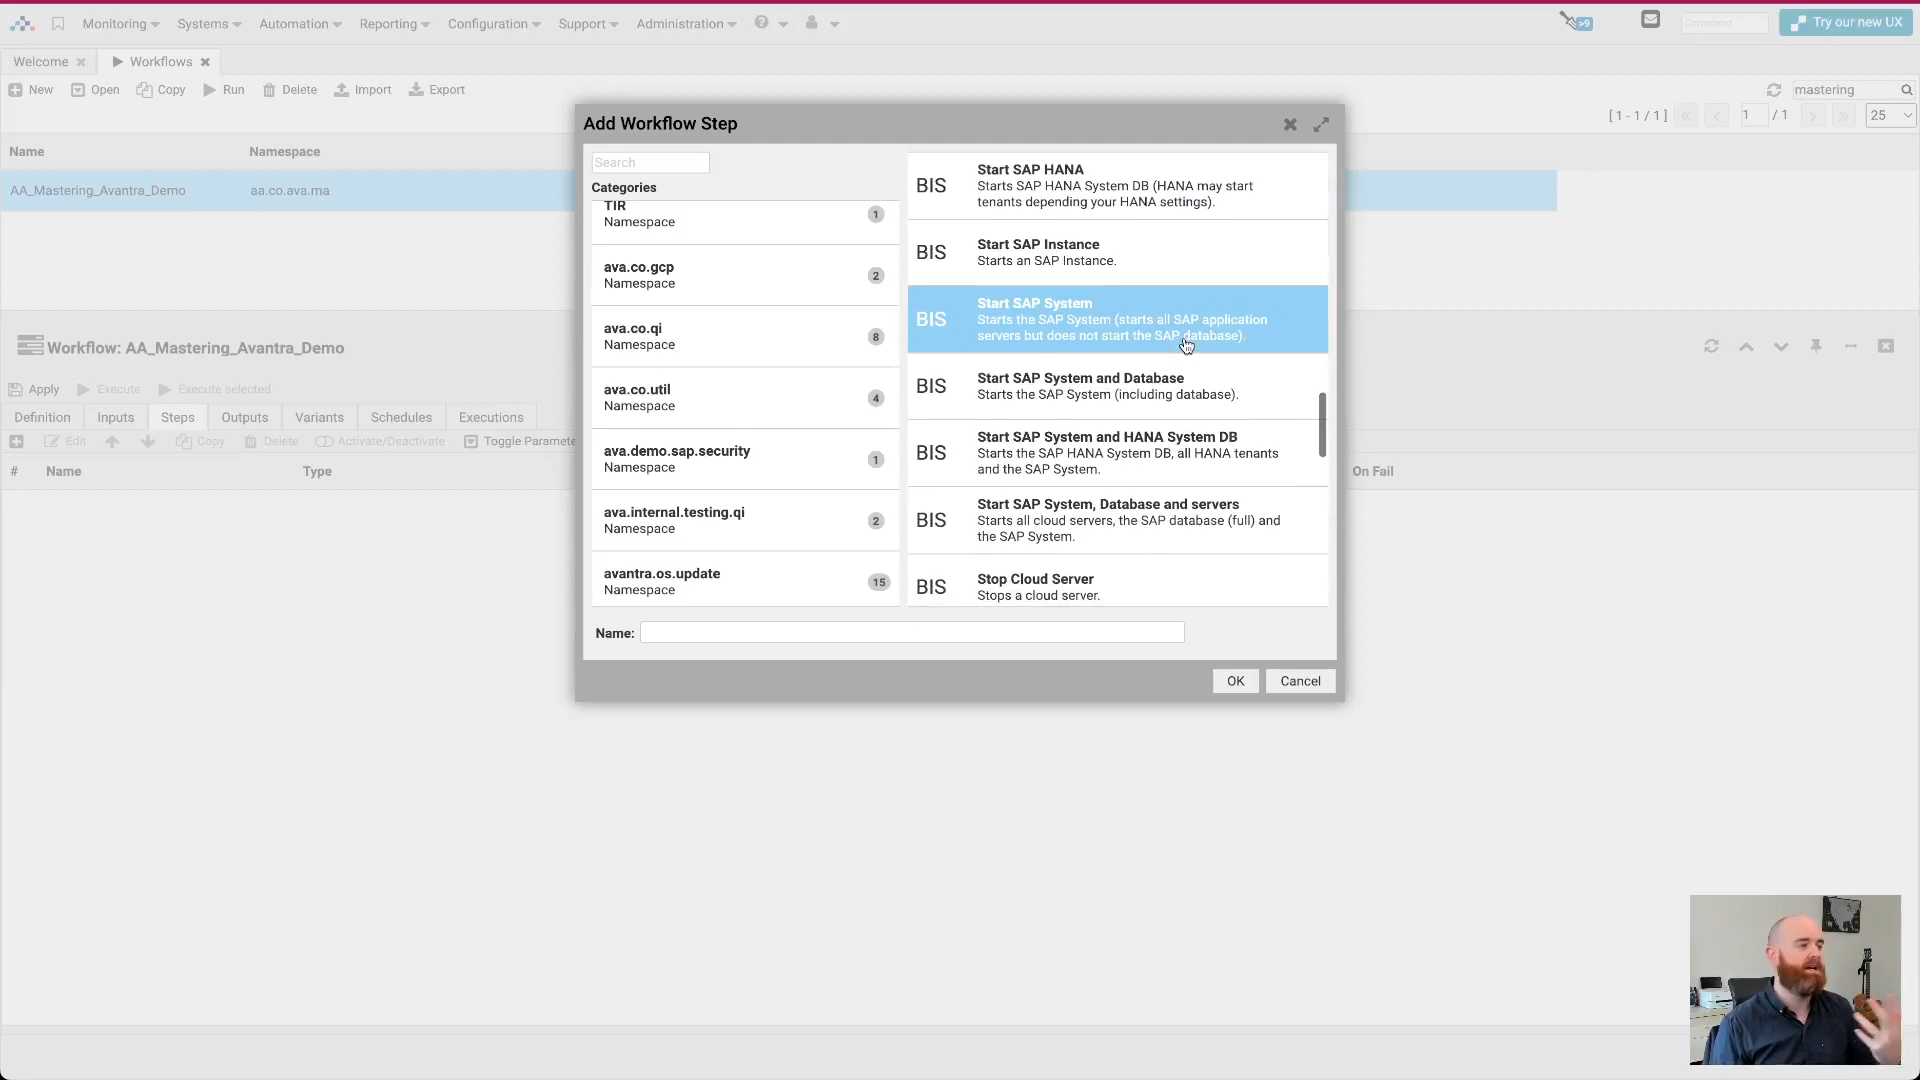 Monitoring Systems Automation Reporting Configuration Support Administration
>9
Command
Try our new UX
Welcome
Workflows
New Open Copy Run Delete Import Export
mastering
[ 1 - 1 / 1 ]
1 / 1
25
Name Namespace
AA_Mastering_Avantra_Demo aa.co.ava.ma
Add Workflow Step
Search
Categories
TIR
Namespace
1
ava.co.gcp
Namespace
2
ava.co.qi
Namespace
8
ava.co.util
Namespace
4
ava.demo.sap.security
Namespace
1
ava.internal.testing.qi
Namespace
2
avantra.os.update
Namespace
15
BIS
Start SAP HANA
Starts SAP HANA System DB (HANA may start
tenants depending your HANA settings).
BIS
Start SAP Instance
Starts an SAP Instance.
BIS
Start SAP System
Starts the SAP System (starts all SAP application
servers but does not start the SAP database).
BIS
Start SAP System and Database
Starts the SAP System (including database).
BIS
Start SAP System and HANA System DB
Starts the SAP HANA System DB, all HANA tenants
and the SAP System.
BIS
Start SAP System, Database and servers
Starts all cloud servers, the SAP database (full) and
the SAP System.
BIS
Stop Cloud Server
Stops a cloud server.
Name:
OK Cancel
Workflow: AA_Mastering_Avantra_Demo
Apply Execute Execute selected
Definition Inputs Steps Outputs Variants Schedules Executions
Edit Copy Delete Activate/Deactivate Toggle Paramete
# Name Type On Fail